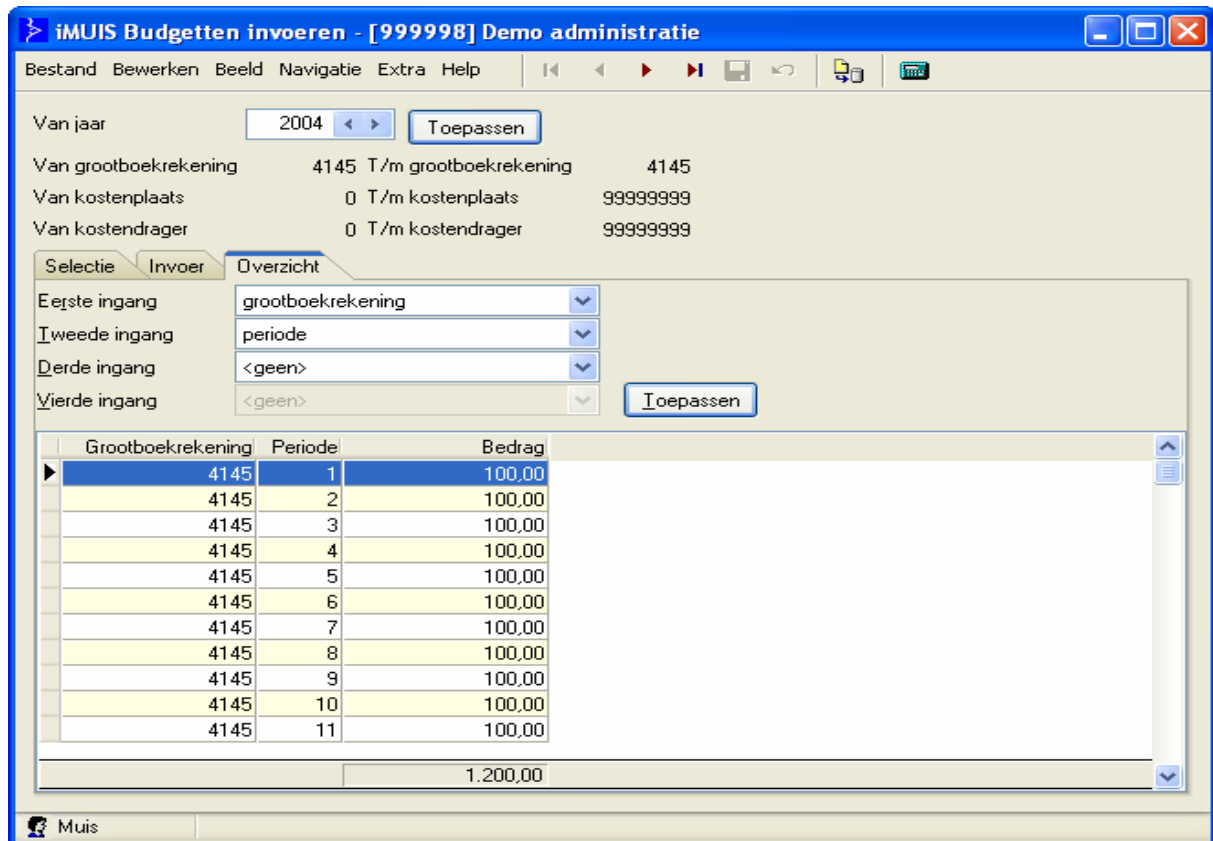 iMUIS Budgetten invoeren - [999998] Demo administratie
Bestand Bewerken Beeld Navigatie Extra Help
Van jaar 2004 Toepassen
Van grootboekrekening 4145 T/m grootboekrekening 4145
Van kostenplaats 0 T/m kostenplaats 99999999
Van kostendrager 0 T/m kostendrager 99999999
Selectie Invoer Overzicht
Eerste ingang grootboekrekening
Tweede ingang periode
Derde ingang <geen>
Vierde ingang <geen> Toepassen
Grootboekrekening Periode Bedrag
4145 1 100,00
4145 2 100,00
4145 3 100,00
4145 4 100,00
4145 5 100,00
4145 6 100,00
4145 7 100,00
4145 8 100,00
4145 9 100,00
4145 10 100,00
4145 11 100,00
1.200,00
Muis